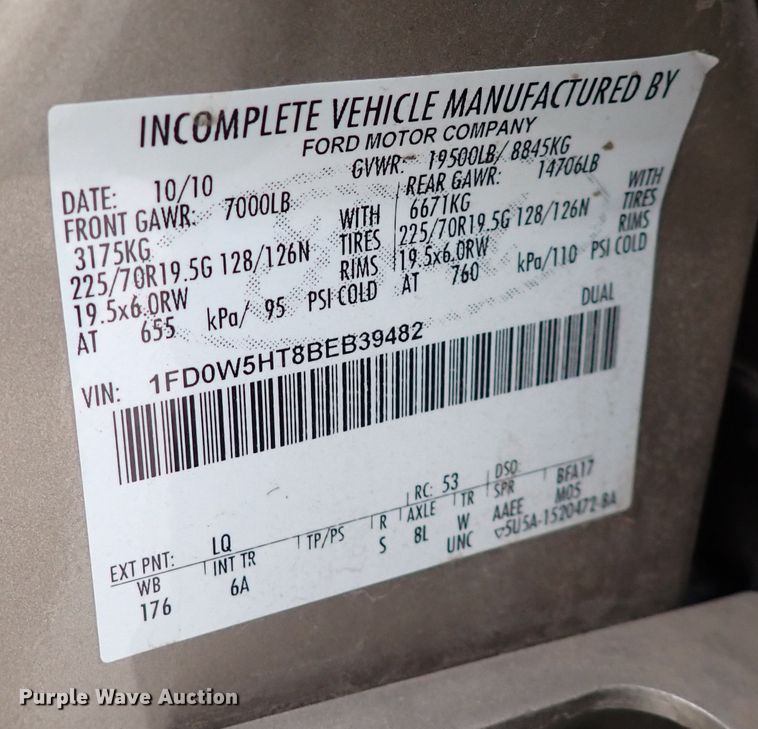 INCOMPLETE VEHICLE MANUFACTURED BY
FORD MOTOR COMPANY
DATE: 10/10 GVWR: 19500LB/ 8845KG
FRONT GAWR: 7000LB REAR GAWR: 14706LB
3175KG WITH 6671KG WITH
225/70R19.5G 128/126N TIRES 225/70R19.5G 128/126N TIRES
19.5x6.0RW RIMS 19.5x6.0RW RIMS
AT 655 kPa/ 95 PSI COLD AT 760 kPa/110 PSI COLD
DUAL
VIN: 1FD0W5HT8BEB39482
EXT PNT: LQ RC: 53 DSO:
WB INT TR TP/PS R AXLE TR SPR BFA17
176 6A S 8L W AAEE M05
UNC 5U5A-1520472-BA
Purple Wave Auction